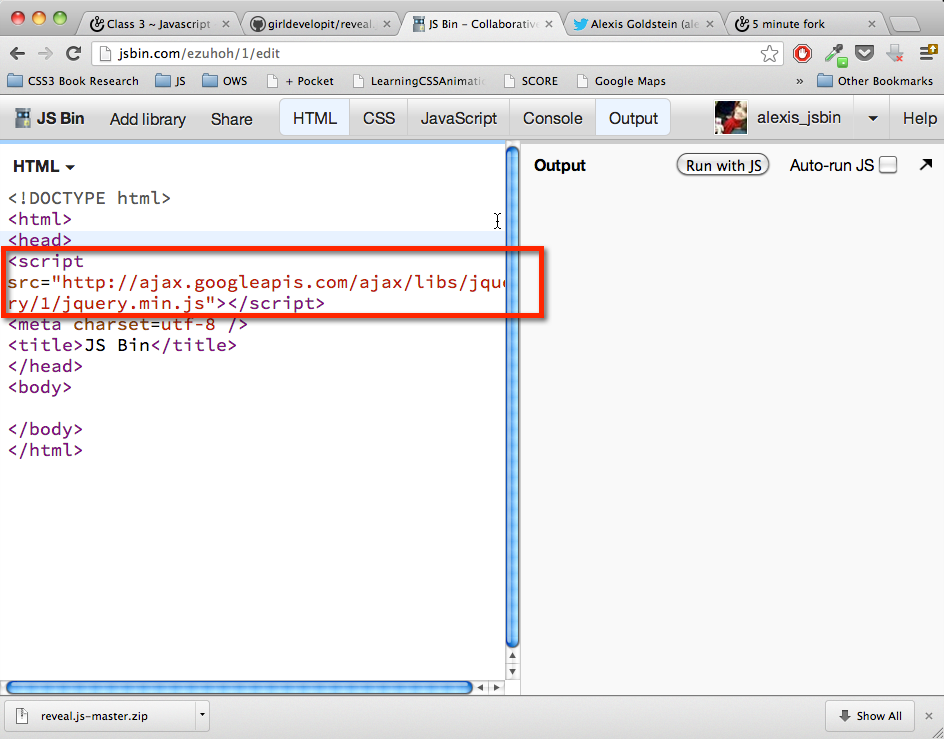 Class 3 ~ Javascript
girldevelopit/reveal.
JS Bin – Collaborativ
Alexis Goldstein (ale
5 minute fork
jsbin.com/ezuhoh/1/edit
CSS3 Book Research JS OWS + Pocket LearningCSSAnimati SCORE Google Maps » Other Bookmarks
JS Bin Add library Share HTML CSS JavaScript Console Output alexis_jsbin Help
HTML
<!DOCTYPE html>
<html>
<head>
<script
src="http://ajax.googleapis.com/ajax/libs/jque
ry/1/jquery.min.js"></script>
<meta charset=utf-8 />
<title>JS Bin</title>
</head>
<body>
</body>
</html>
Output Run with JS Auto-run JS
reveal.js-master.zip Show All